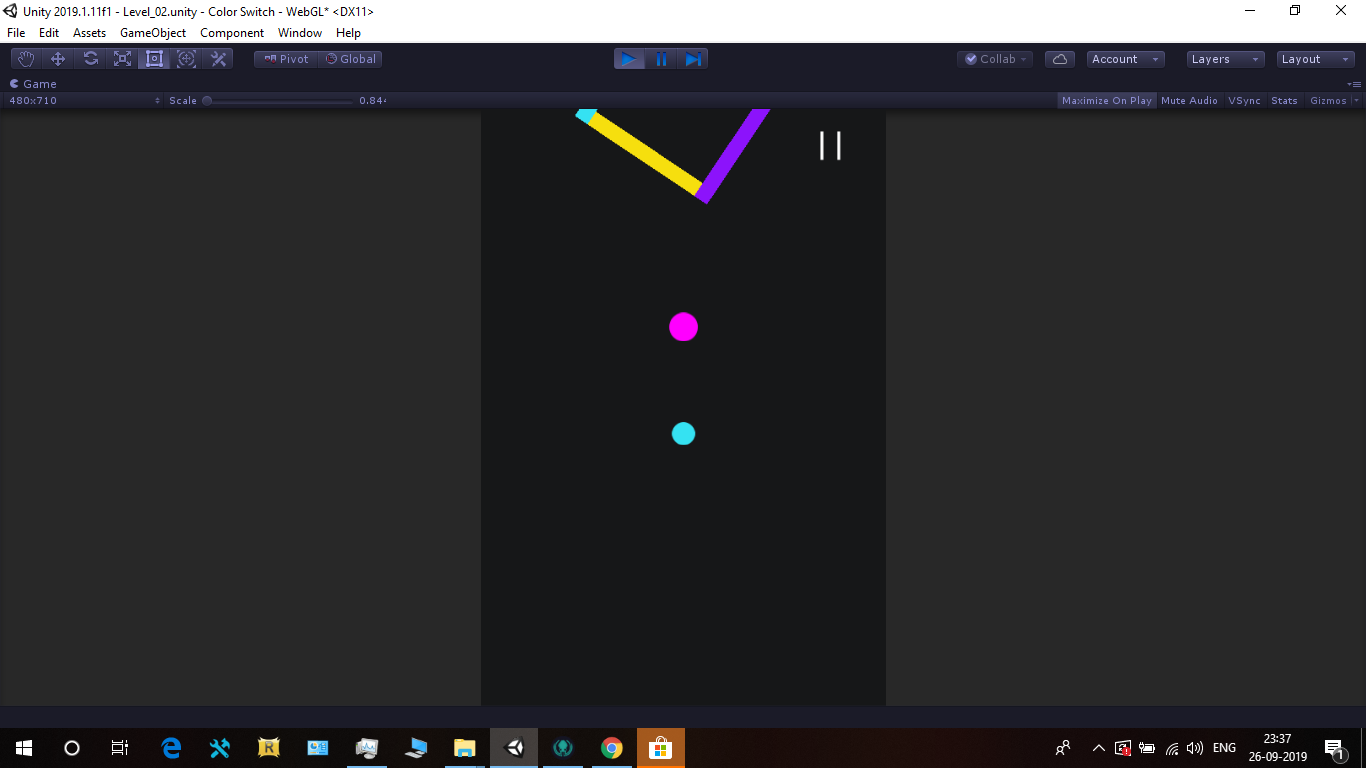 Unity 2019.1.11f1 - Level_02.unity - Color Switch - WebGL* <DX11>
File Edit Assets GameObject Component Window Help
Pivot Global Collab Account Layers Layout
Game
480x710 Scale 0.844 Maximize On Play Mute Audio VSync Stats Gizmos
R ENG 23:37
26-09-2019 1